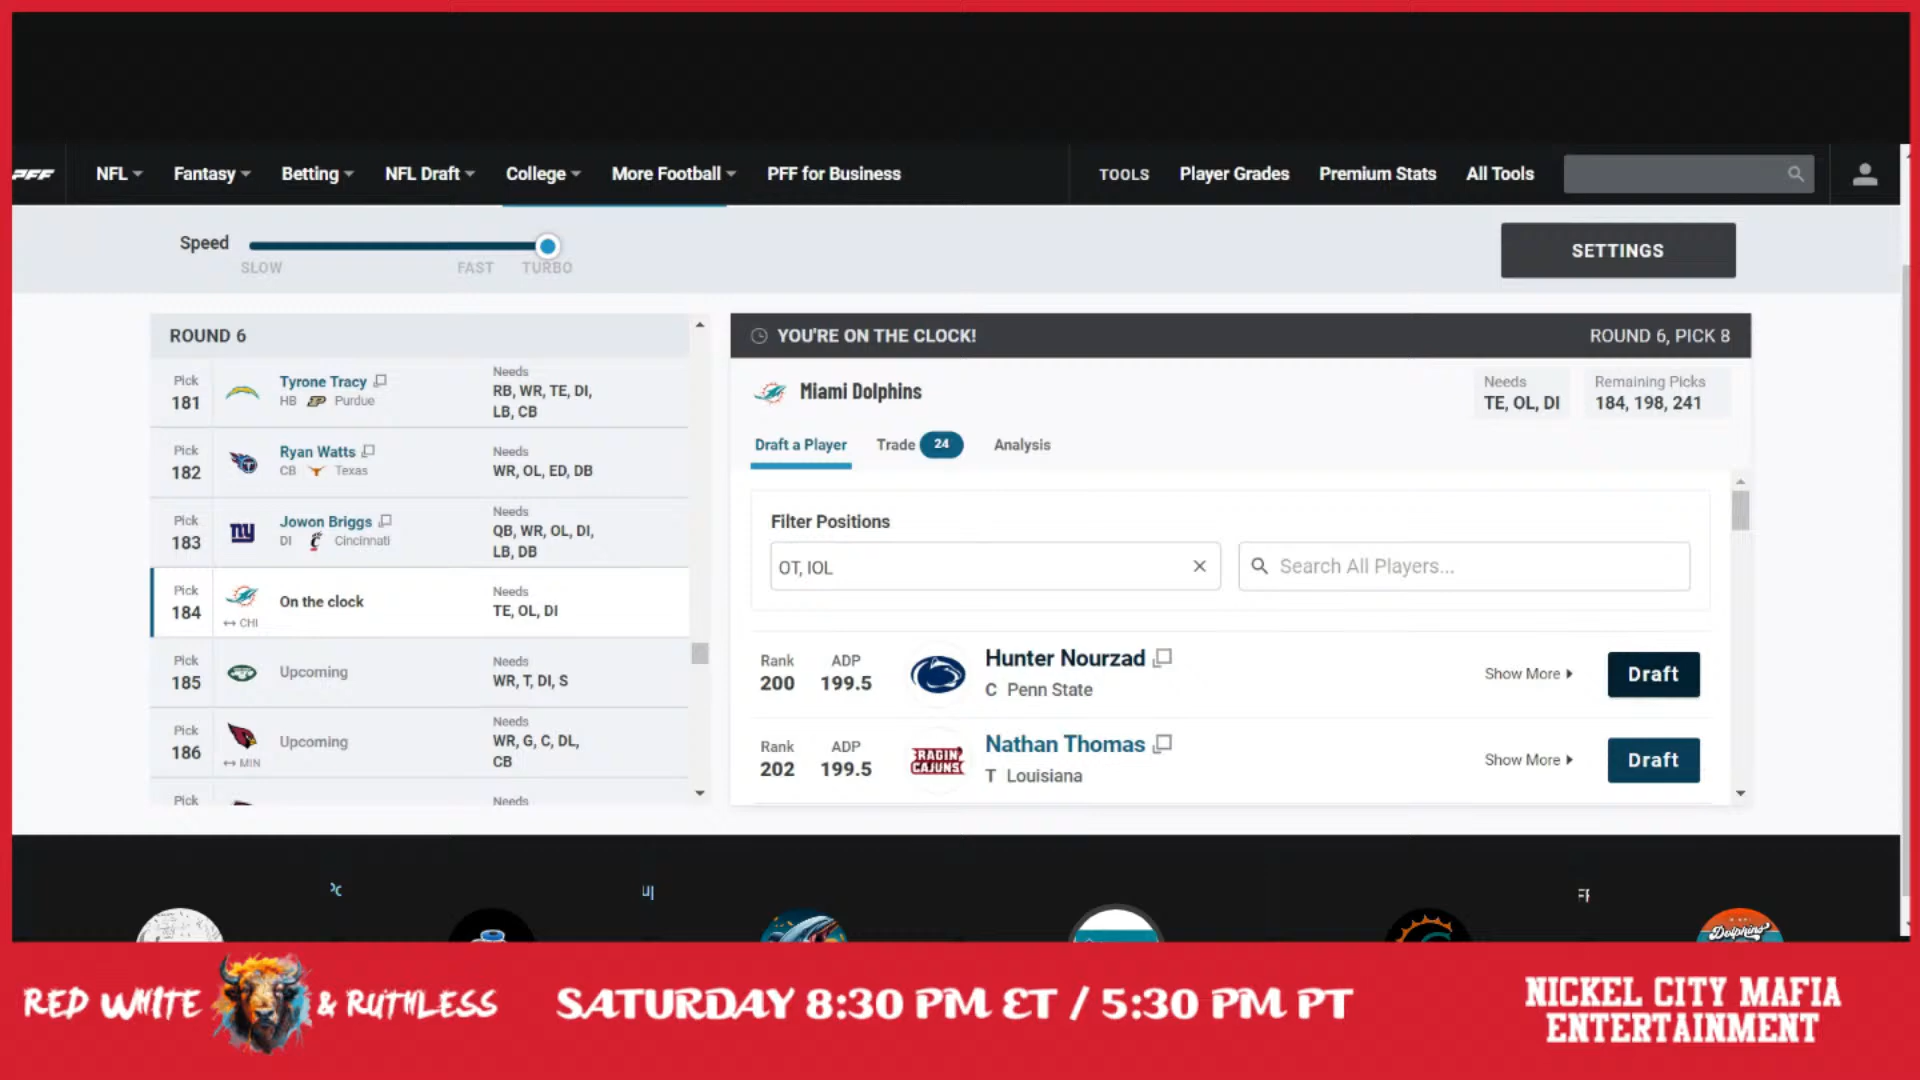 PFF
NFL
Fantasy
Betting
NFL Draft
College
More Football
PFF for Business
TOOLS
Player Grades
Premium Stats
All Tools
Speed
SLOW
FAST
TURBO
SETTINGS
ROUND 6
Pick
181
Tyrone Tracy
HB Purdue
Needs
RB, WR, TE, DI,
LB, CB
Pick
182
Ryan Watts
CB Texas
Needs
WR, OL, ED, DB
Pick
183
ny
Jowon Briggs
DI Cincinnati
Needs
QB, WR, OL, DI,
LB, DB
Pick
184
↔ CHI
On the clock
Needs
TE, OL, DI
Pick
185
Upcoming
Needs
WR, T, DI, S
Pick
186
↔ MIN
Upcoming
Needs
WR, G, C, DL,
CB
Pick
Needs
YOU'RE ON THE CLOCK!
ROUND 6, PICK 8
Miami Dolphins
Needs
TE, OL, DI
Remaining Picks
184, 198, 241
Draft a Player
Trade 24
Analysis
Filter Positions
OT, IOL
Search All Players...
Rank
200
ADP
199.5
Hunter Nourzad
C Penn State
Show More
Draft
Rank
202
ADP
199.5
RAGIN'
CAJUNS
Nathan Thomas
T Louisiana
Show More
Draft
Dolphins
RED WHITE & RUTHLESS
SATURDAY 8:30 PM ET / 5:30 PM PT
NICKEL CITY MAFIA
ENTERTAINMENT